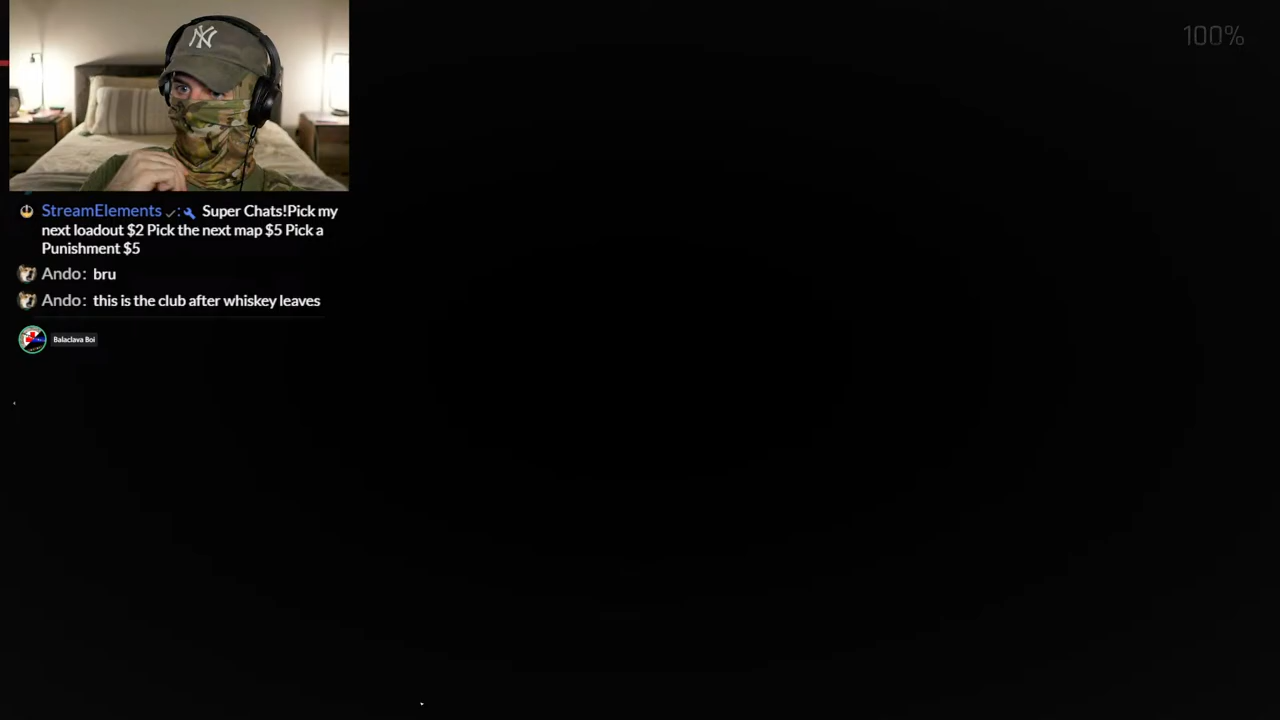 100%
NY
StreamElements : Super Chats!Pick my
next loadout $2 Pick the next map $5 Pick a
Punishment $5
Ando: bru
Ando: this is the club after whiskey leaves
Balaclava Boi